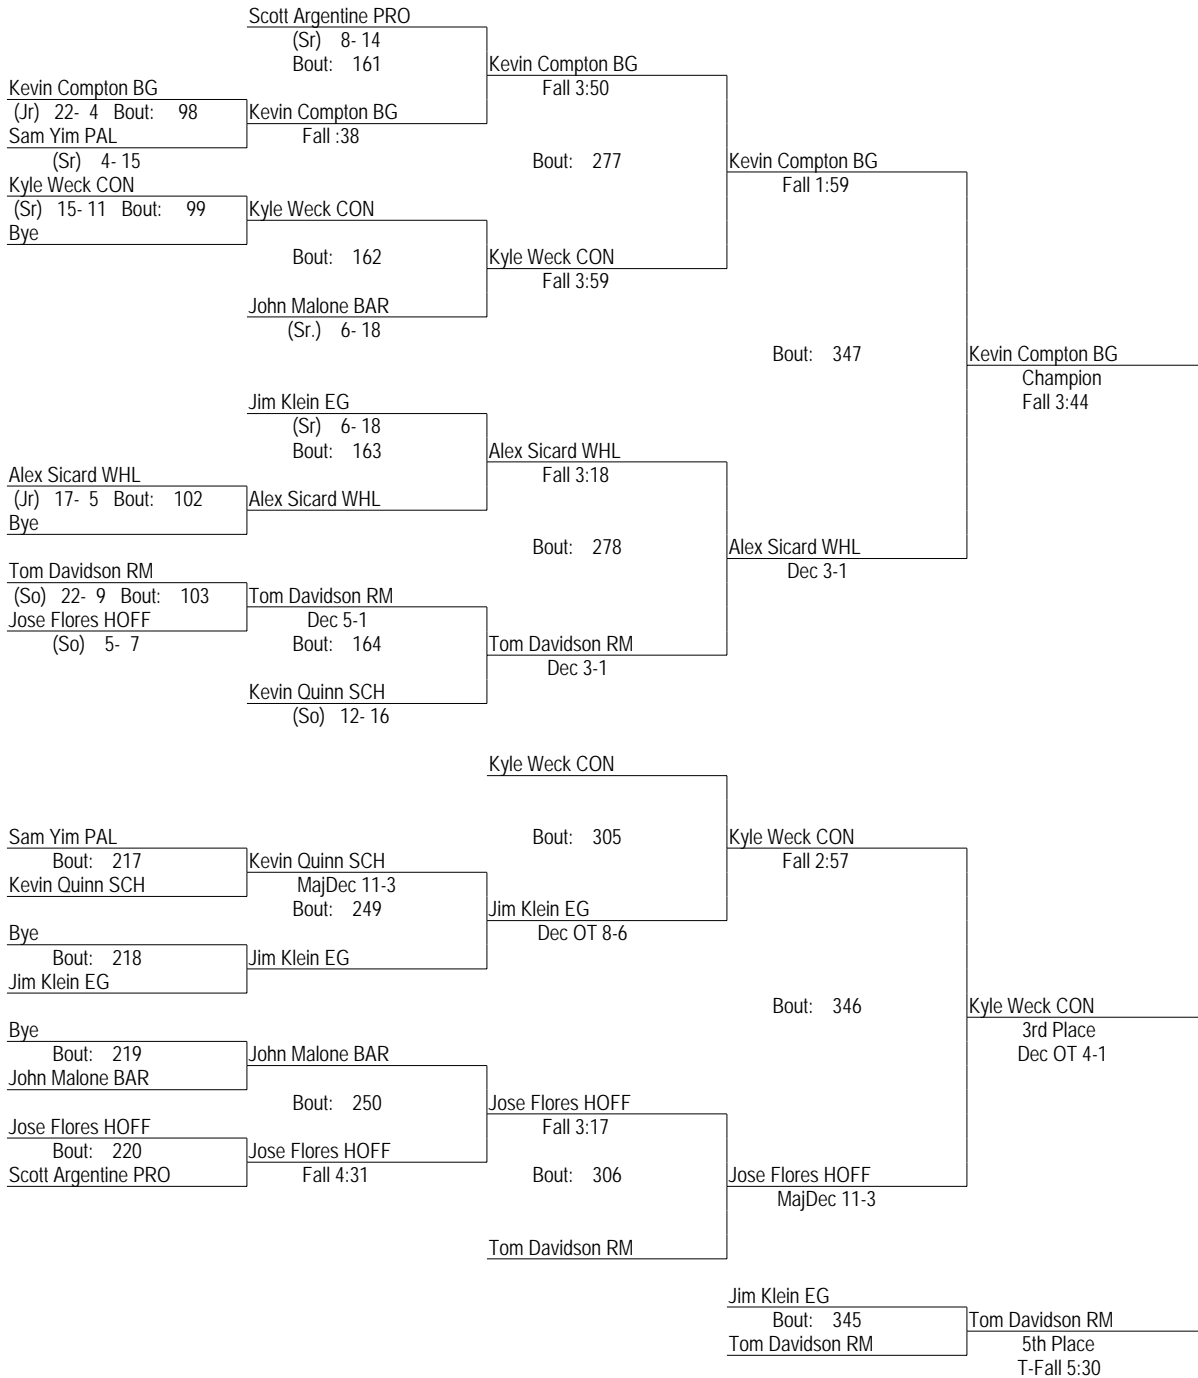 Scott Argentine PRO
(Sr) 8- 14
Bout: 161
Kevin Compton BG
Fall 3:50
Kevin Compton BG
(Jr) 22- 4 Bout: 98
Kevin Compton BG
Sam Yim PAL
Fall :38
(Sr) 4- 15
Bout: 277
Kevin Compton BG
Fall 1:59
Kyle Weck CON
(Sr) 15- 11 Bout: 99
Kyle Weck CON
Bye
Bout: 162
Kyle Weck CON
Fall 3:59
John Malone BAR
(Sr.) 6- 18
Bout: 347
Kevin Compton BG
Champion
Fall 3:44
Jim Klein EG
(Sr) 6- 18
Bout: 163
Alex Sicard WHL
Fall 3:18
Alex Sicard WHL
(Jr) 17- 5 Bout: 102
Alex Sicard WHL
Bye
Bout: 278
Alex Sicard WHL
Dec 3-1
Tom Davidson RM
(So) 22- 9 Bout: 103
Tom Davidson RM
Jose Flores HOFF
Dec 5-1
(So) 5- 7
Bout: 164
Tom Davidson RM
Dec 3-1
Kevin Quinn SCH
(So) 12- 16
Kyle Weck CON
Sam Yim PAL
Bout: 305
Kyle Weck CON
Bout: 217
Kevin Quinn SCH
Fall 2:57
Kevin Quinn SCH
MajDec 11-3
Bout: 249
Jim Klein EG
Dec OT 8-6
Bye
Bout: 218
Jim Klein EG
Jim Klein EG
Bout: 346
Kyle Weck CON
3rd Place
Dec OT 4-1
Bye
Bout: 219
John Malone BAR
John Malone BAR
Bout: 250
Jose Flores HOFF
Fall 3:17
Jose Flores HOFF
Bout: 220
Jose Flores HOFF
Scott Argentine PRO
Fall 4:31
Bout: 306
Jose Flores HOFF
MajDec 11-3
Tom Davidson RM
Jim Klein EG
Bout: 345
Tom Davidson RM
Tom Davidson RM
5th Place
T-Fall 5:30